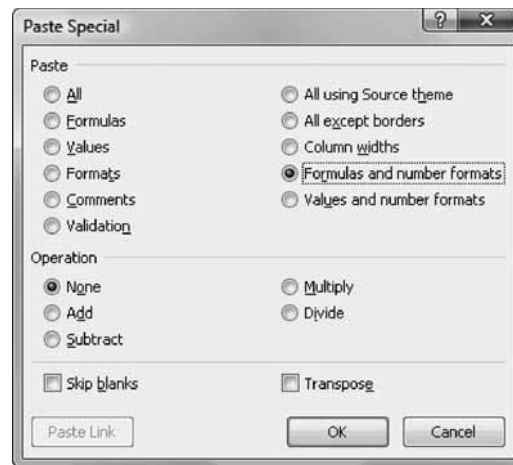 Paste Special
? X
Paste
All
All using Source theme
Formulas
All except borders
Values
Column widths
Formats
Formulas and number formats
Comments
Values and number formats
Validation
Operation
None
Multiply
Add
Divide
Subtract
Skip blanks
Transpose
Paste Link
OK
Cancel